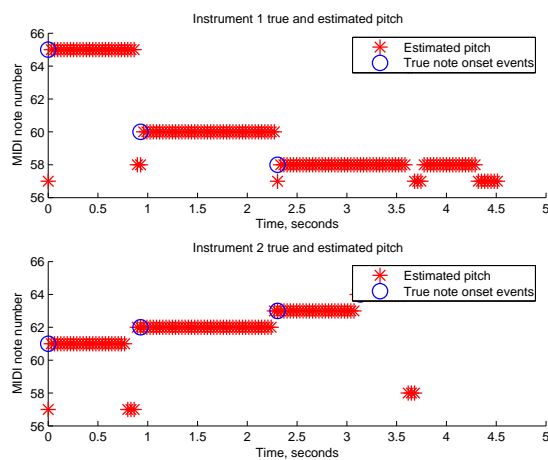 Instrument 1 true and estimated pitch
66
64
62
60
58
56
MIDI note number
Estimated pitch
True note onset events
0 0.5 1 1.5 2 2.5 3 3.5 4 4.5 5
Time, seconds
Instrument 2 true and estimated pitch
66
64
62
60
58
56
MIDI note number
Estimated pitch
True note onset events
0 0.5 1 1.5 2 2.5 3 3.5 4 4.5 5
Time, seconds